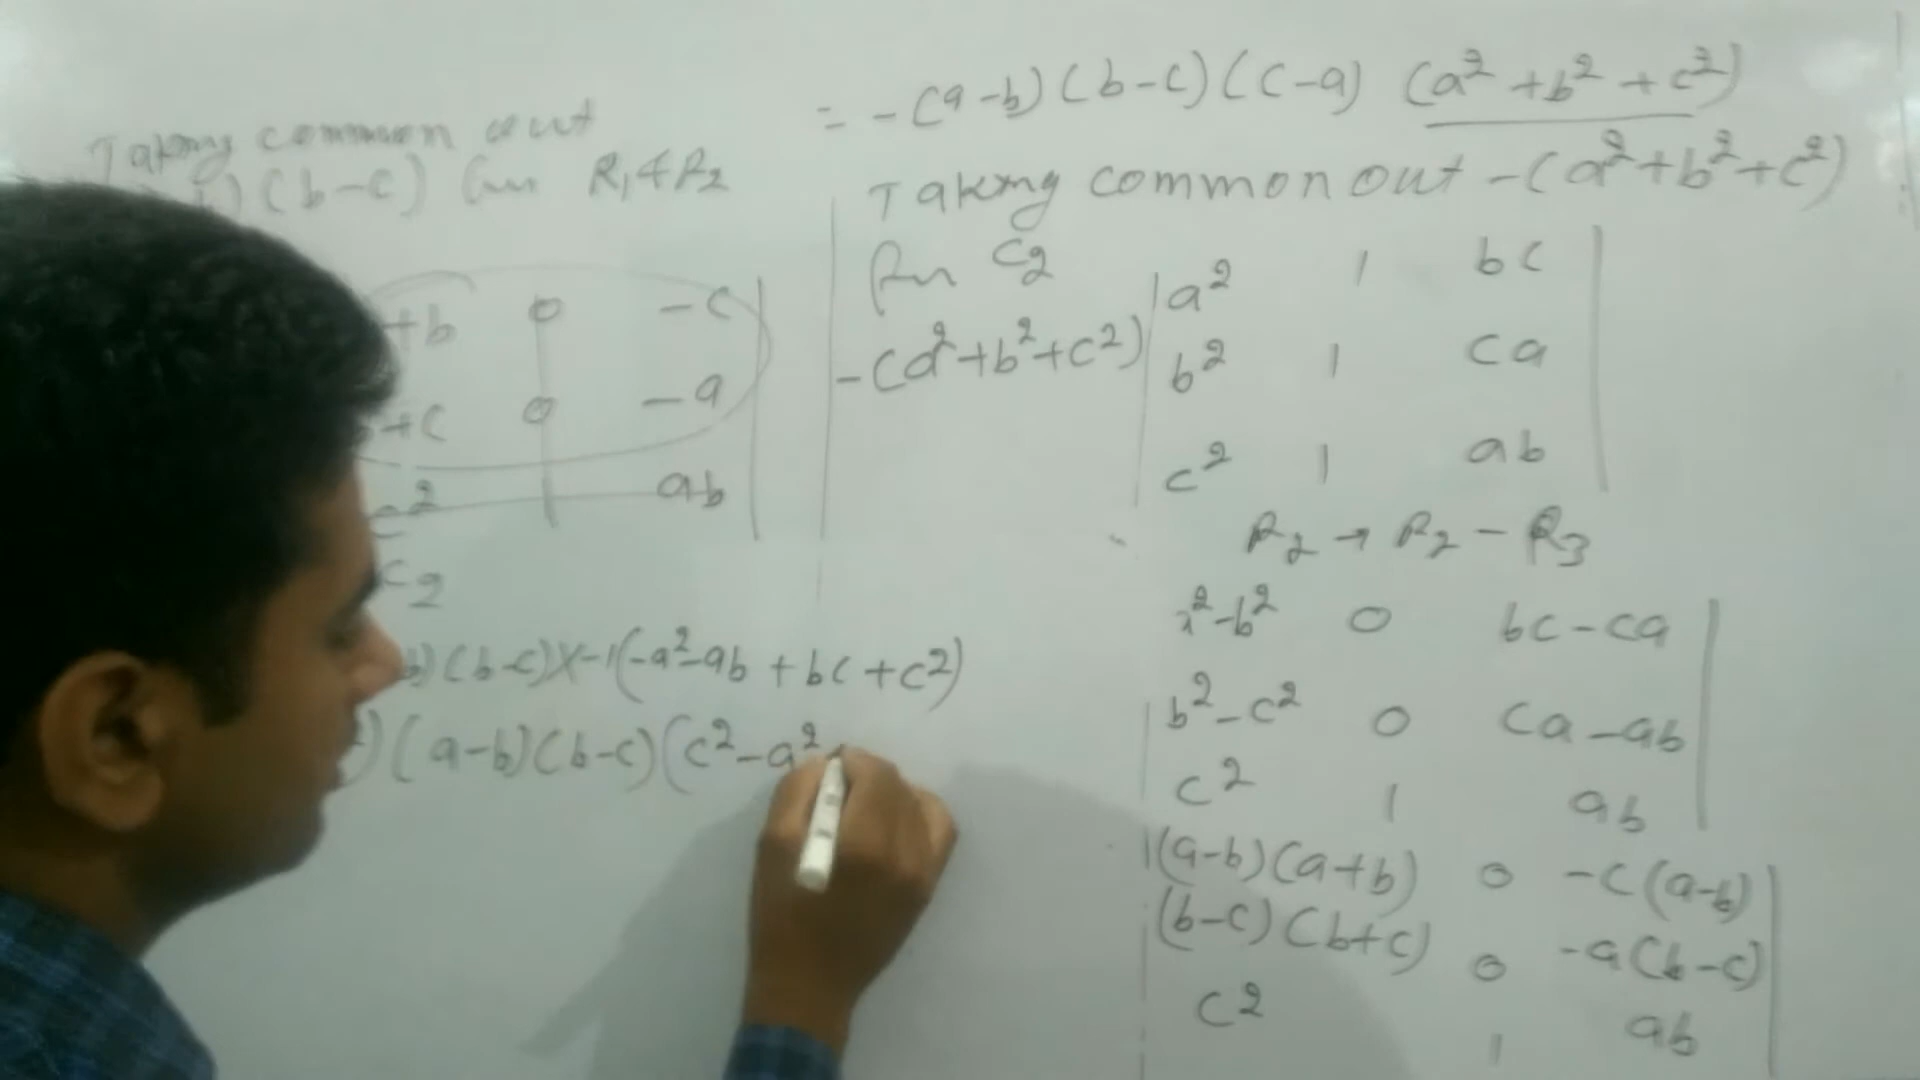 Taking common out
(b-c) R₁ & R₂
+b 0 -c
+c 0 -a
c² ab
c₂
b)(b-c)x-1(-a²-ab+bc+c²)
)(a-b)(b-c)(c²-a²
= -(a-b)(b-c)(c-a)(a²+b²+c²)
Taking common out -(a²+b²+c²)
C₂
-(a²+b²+c²) |a² 1 bc|
b² 1 ca
c² 1 ab
R₂ → R₂ - R₃
²-b² 0 bc-ca
b²-c² 0 ca-ab
c² 1 ab
(a-b)(a+b) 0 -c(a-b)
(b-c)(b+c) 0 -a(b-c)
c² 1 ab